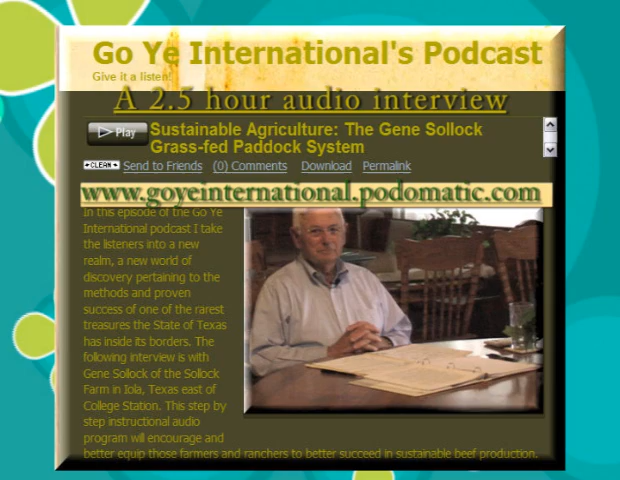 Go Ye International's Podcast
Give it a listen!
A 2.5 hour audio interview
Play
Sustainable Agriculture: The Gene Sollock
Grass-fed Paddock System
CLEAN Send to Friends (0) Comments Download Permalink
www.goyeinternational.podomatic.com
In this episode of the Go Ye
International podcast I take
the listeners into a new
realm, a new world of
discovery pertaining to the
methods and proven
success of one of the rarest
treasures the State of Texas
has inside its borders. The
following interview is with
Gene Sollock of the Sollock
Farm in Iola, Texas east of
College Station. This step by
step instructional audio
program will encourage and
better equip those farmers and ranchers to better succeed in sustainable beef production.